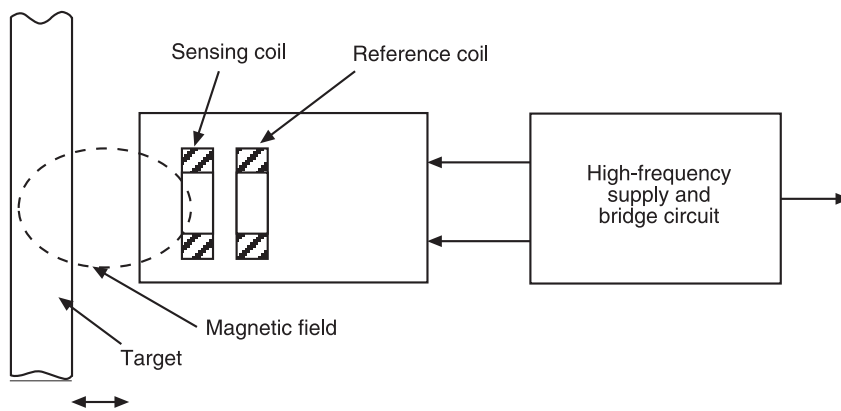 Sensing coil
Reference coil
High-frequency
supply and
bridge circuit
Magnetic field
Target